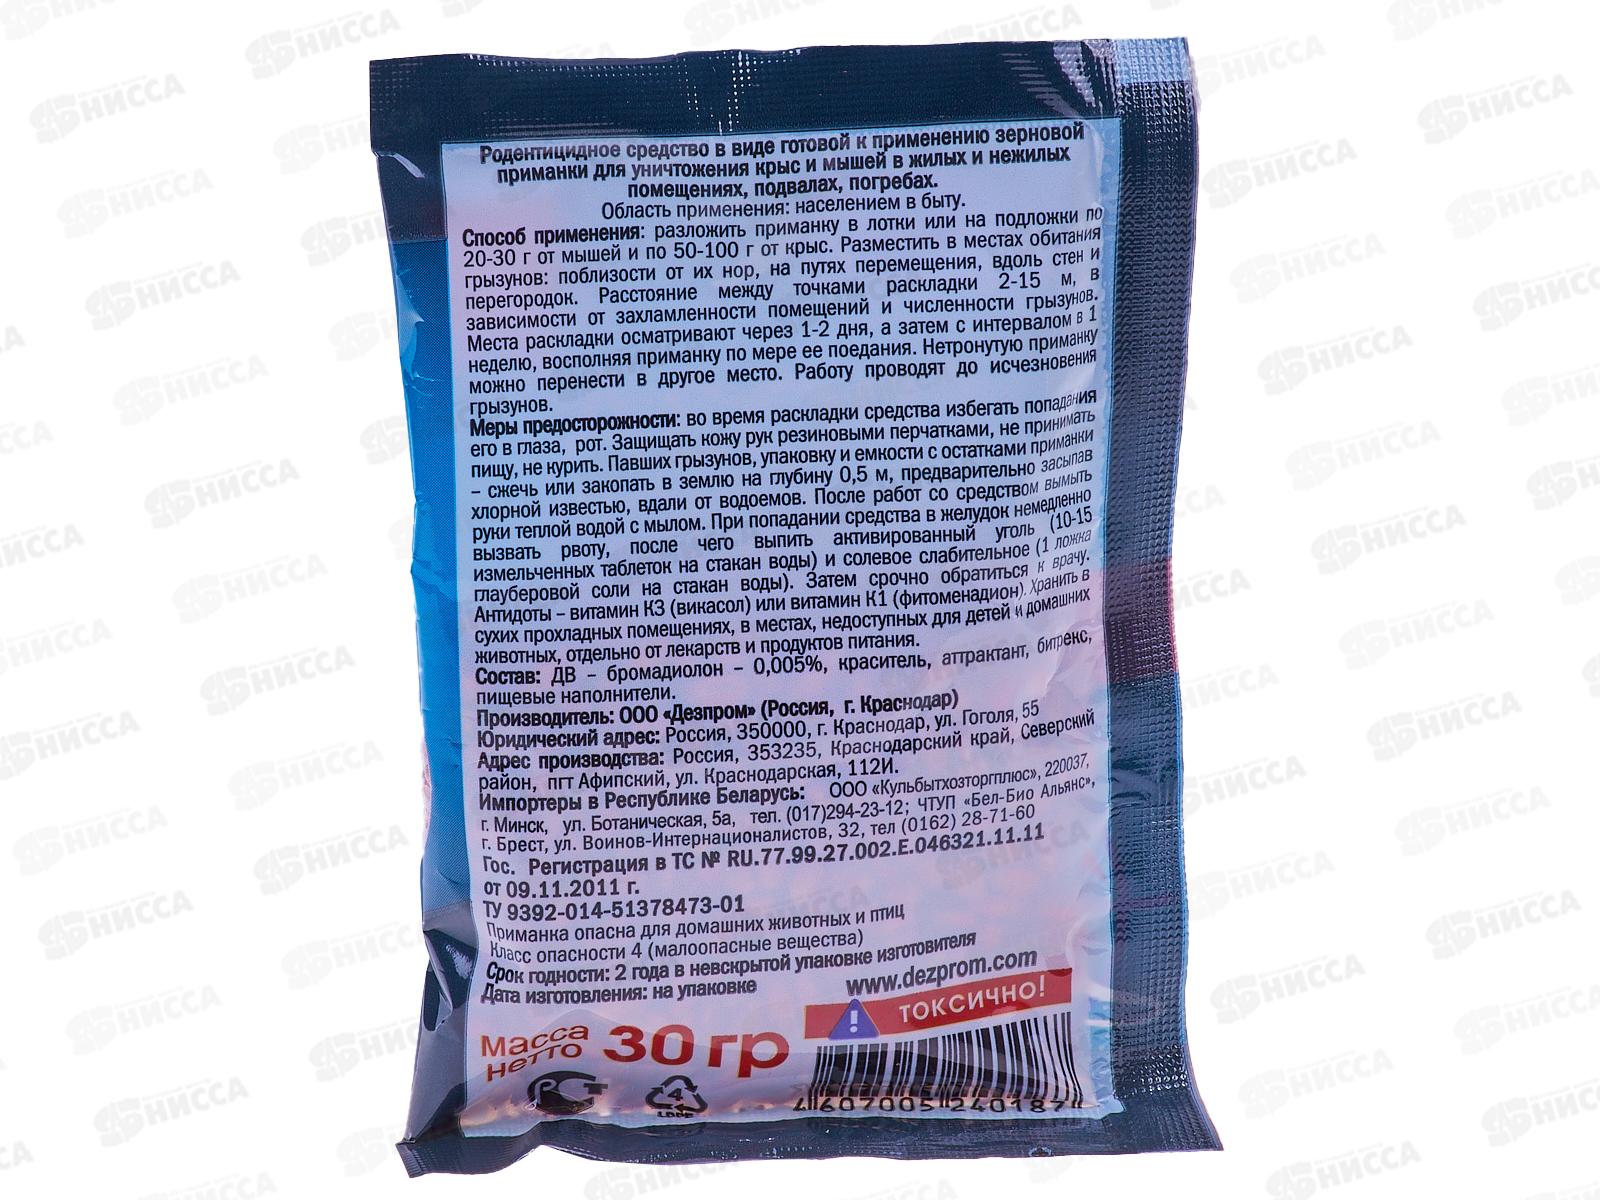 Родентицидное средство в виде готовой к применению зерновой
приманки для уничтожения крыс и мышей в жилых и нежилых
помещениях, подвалах, погребах.
Область применения: населением в быту.
Способ применения: разложить приманку в лотки или на подложки по
20-30 г от мышей и по 50-100 г от крыс. Разместить в местах обитания
грызунов: поблизости от их нор, на путях перемещения, вдоль стен и
перегородок. Расстояние между точками раскладки 2-15 м, в
зависимости от захламленности помещений и численности грызунов.
Места раскладки осматривают через 1-2 дня, а затем с интервалом в 1
неделю, восполняя приманку по мере ее поедания. Нетронутую приманку
можно перенести в другое место. Работу проводят до исчезновения
грызунов.
Меры предосторожности: во время раскладки средства избегать попадания
его в глаза, рот. Защищать кожу рук резиновыми перчатками, не принимать
пищу, не курить. Павших грызунов, упаковку и емкости с остатками приманки
– сжечь или закопать в землю на глубину 0,5 м, предварительно засыпав
хлорной известью, вдали от водоемов. После работ со средством вымыть
руки теплой водой с мылом. При попадании средства в желудок немедленно
вызвать рвоту, после чего выпить активированный уголь (10-15
измельченных таблеток на стакан воды) и солевое слабительное (1 ложка
глауберовой соли на стакан воды). Затем срочно обратиться к врачу.
Антидоты – витамин К3 (викасол) или витамин К1 (фитоменадион). Хранить в
сухих прохладных помещениях, в местах, недоступных для детей и домашних
животных, отдельно от лекарств и продуктов питания.
Состав: ДВ – бромадиолон – 0,005%, краситель, аттрактант, битрекс,
пищевые наполнители.
Производитель: ООО «Дезпром» (Россия, г. Краснодар)
Юридический адрес: Россия, 350000, г. Краснодар, ул. Гоголя, 55
Адрес производства: Россия, 353235, Краснодарский край, Северский
район, пгт Афипский, ул. Краснодарская, 112И.
Импортеры в Республике Беларусь: ООО «Кульбытхозторгплюс», 220037,
г. Минск, ул. Ботаническая, 5а, тел. (017)294-23-12; ЧТУП «Бел-Био Альянс»,
г. Брест, ул. Воинов-Интернационалистов, 32, тел (0162) 28-71-60
Гос. Регистрация в ТС № RU.77.99.27.002.Е.046321.11.11
от 09.11.2011 г.
ТУ 9392-014-51378473-01
Приманка опасна для домашних животных и птиц
Класс опасности 4 (малоопасные вещества)
Срок годности: 2 года в невскрытой упаковке изготовителя
Дата изготовления: на упаковке
www.dezprom.com
ТОКСИЧНО!
Масса
нетто 30 гр
РСТ
4
LDPE
4 607005 240187
НИССА